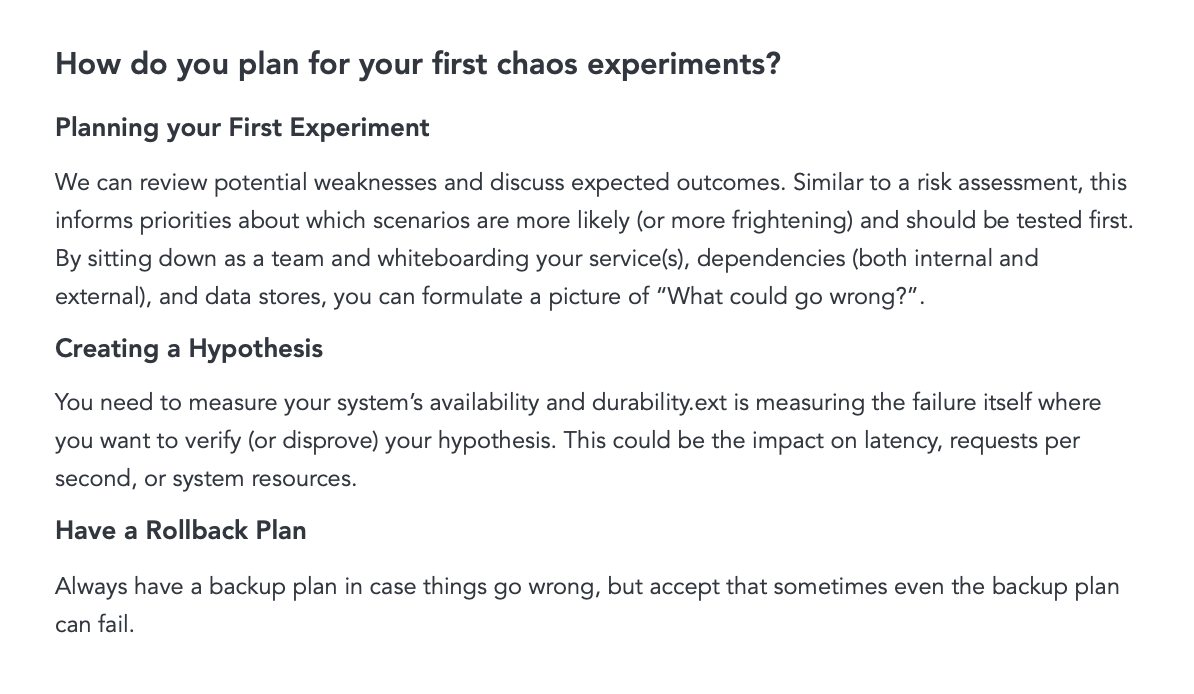 How do you plan for your first chaos experiments?
Planning your First Experiment
We can review potential weaknesses and discuss expected outcomes. Similar to a risk assessment, this
informs priorities about which scenarios are more likely (or more frightening) and should be tested first.
By sitting down as a team and whiteboarding your service(s), dependencies (both internal and
external), and data stores, you can formulate a picture of “What could go wrong?”.
Creating a Hypothesis
You need to measure your system’s availability and durability.ext is measuring the failure itself where
you want to verify (or disprove) your hypothesis. This could be the impact on latency, requests per
second, or system resources.
Have a Rollback Plan
Always have a backup plan in case things go wrong, but accept that sometimes even the backup plan
can fail.